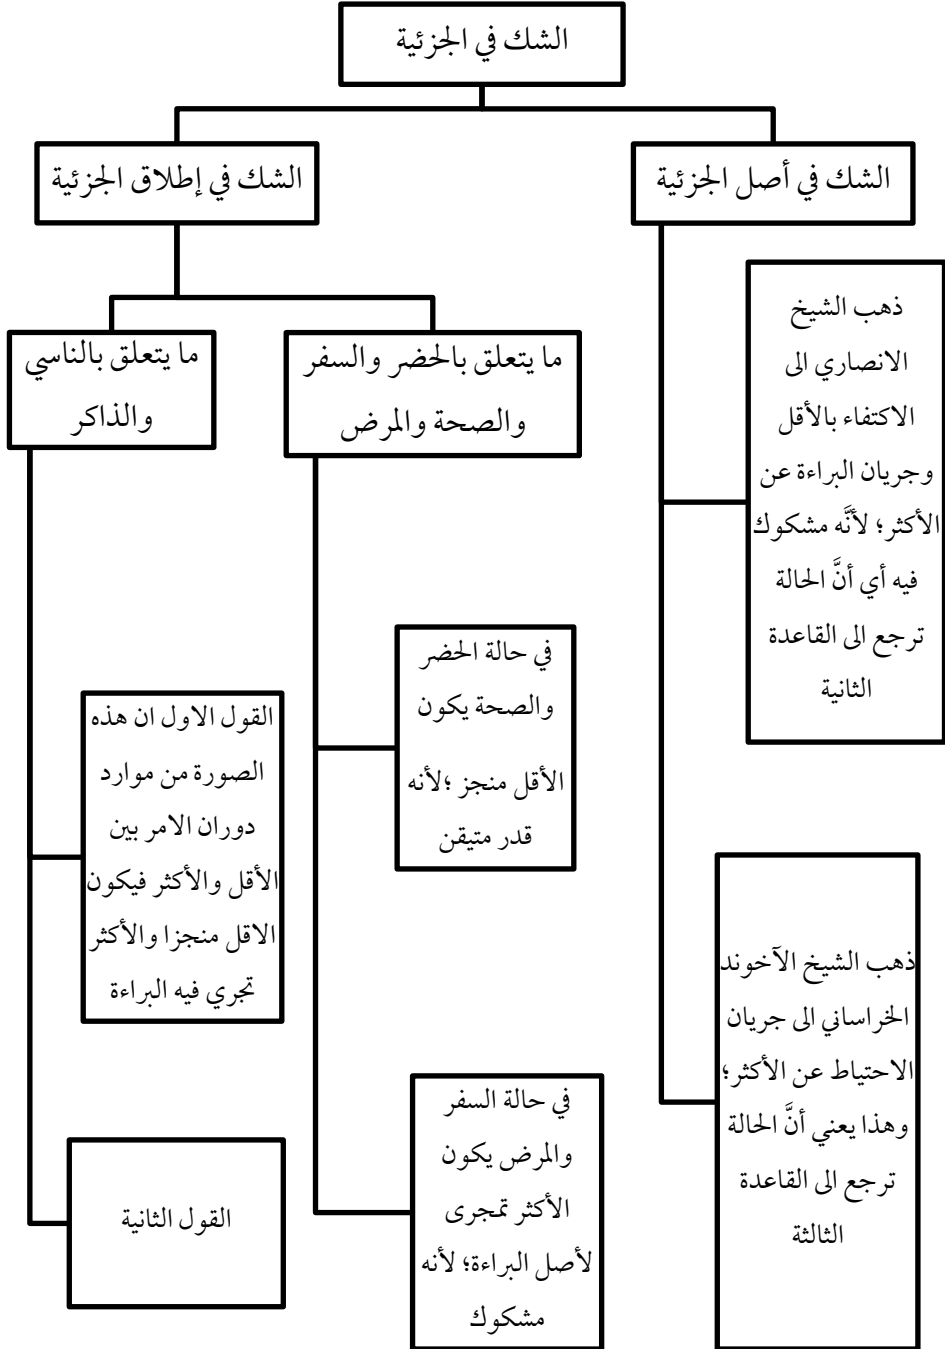 الشك في الجزئية
الشك في أصل الجزئية
الشك في إطلاق الجزئية
ذهب الشيخ
الانصاري الى
الاكتفاء بالأقل
وجريان البراءة عن
الأكثر؛ لأنَّه مشكوك
فيه أي أنَّ الحالة
ترجع الى القاعدة
الثانية
ذهب الشيخ الآخوند
الخراساني الى جريان
الاحتياط عن الأكثر؛
وهذا يعني أنَّ الحالة
ترجع الى القاعدة
الثالثة
ما يتعلق بالحضر والسفر
والصحة والمرض
في حالة الحضر
والصحة يكون
الأقل منجز ؛لأنه
قدر متيقن
في حالة السفر
والمرض يكون
الأكثر تمجرى
لأصل البراءة؛ لأنه
مشكوك
ما يتعلق بالناسي
والذاكر
القول الاول ان هذه
الصورة من موارد
دوران الامر بين
الأقل والأكثر فيكون
الاقل منجزا والأكثر
تجري فيه البراءة
القول الثانية